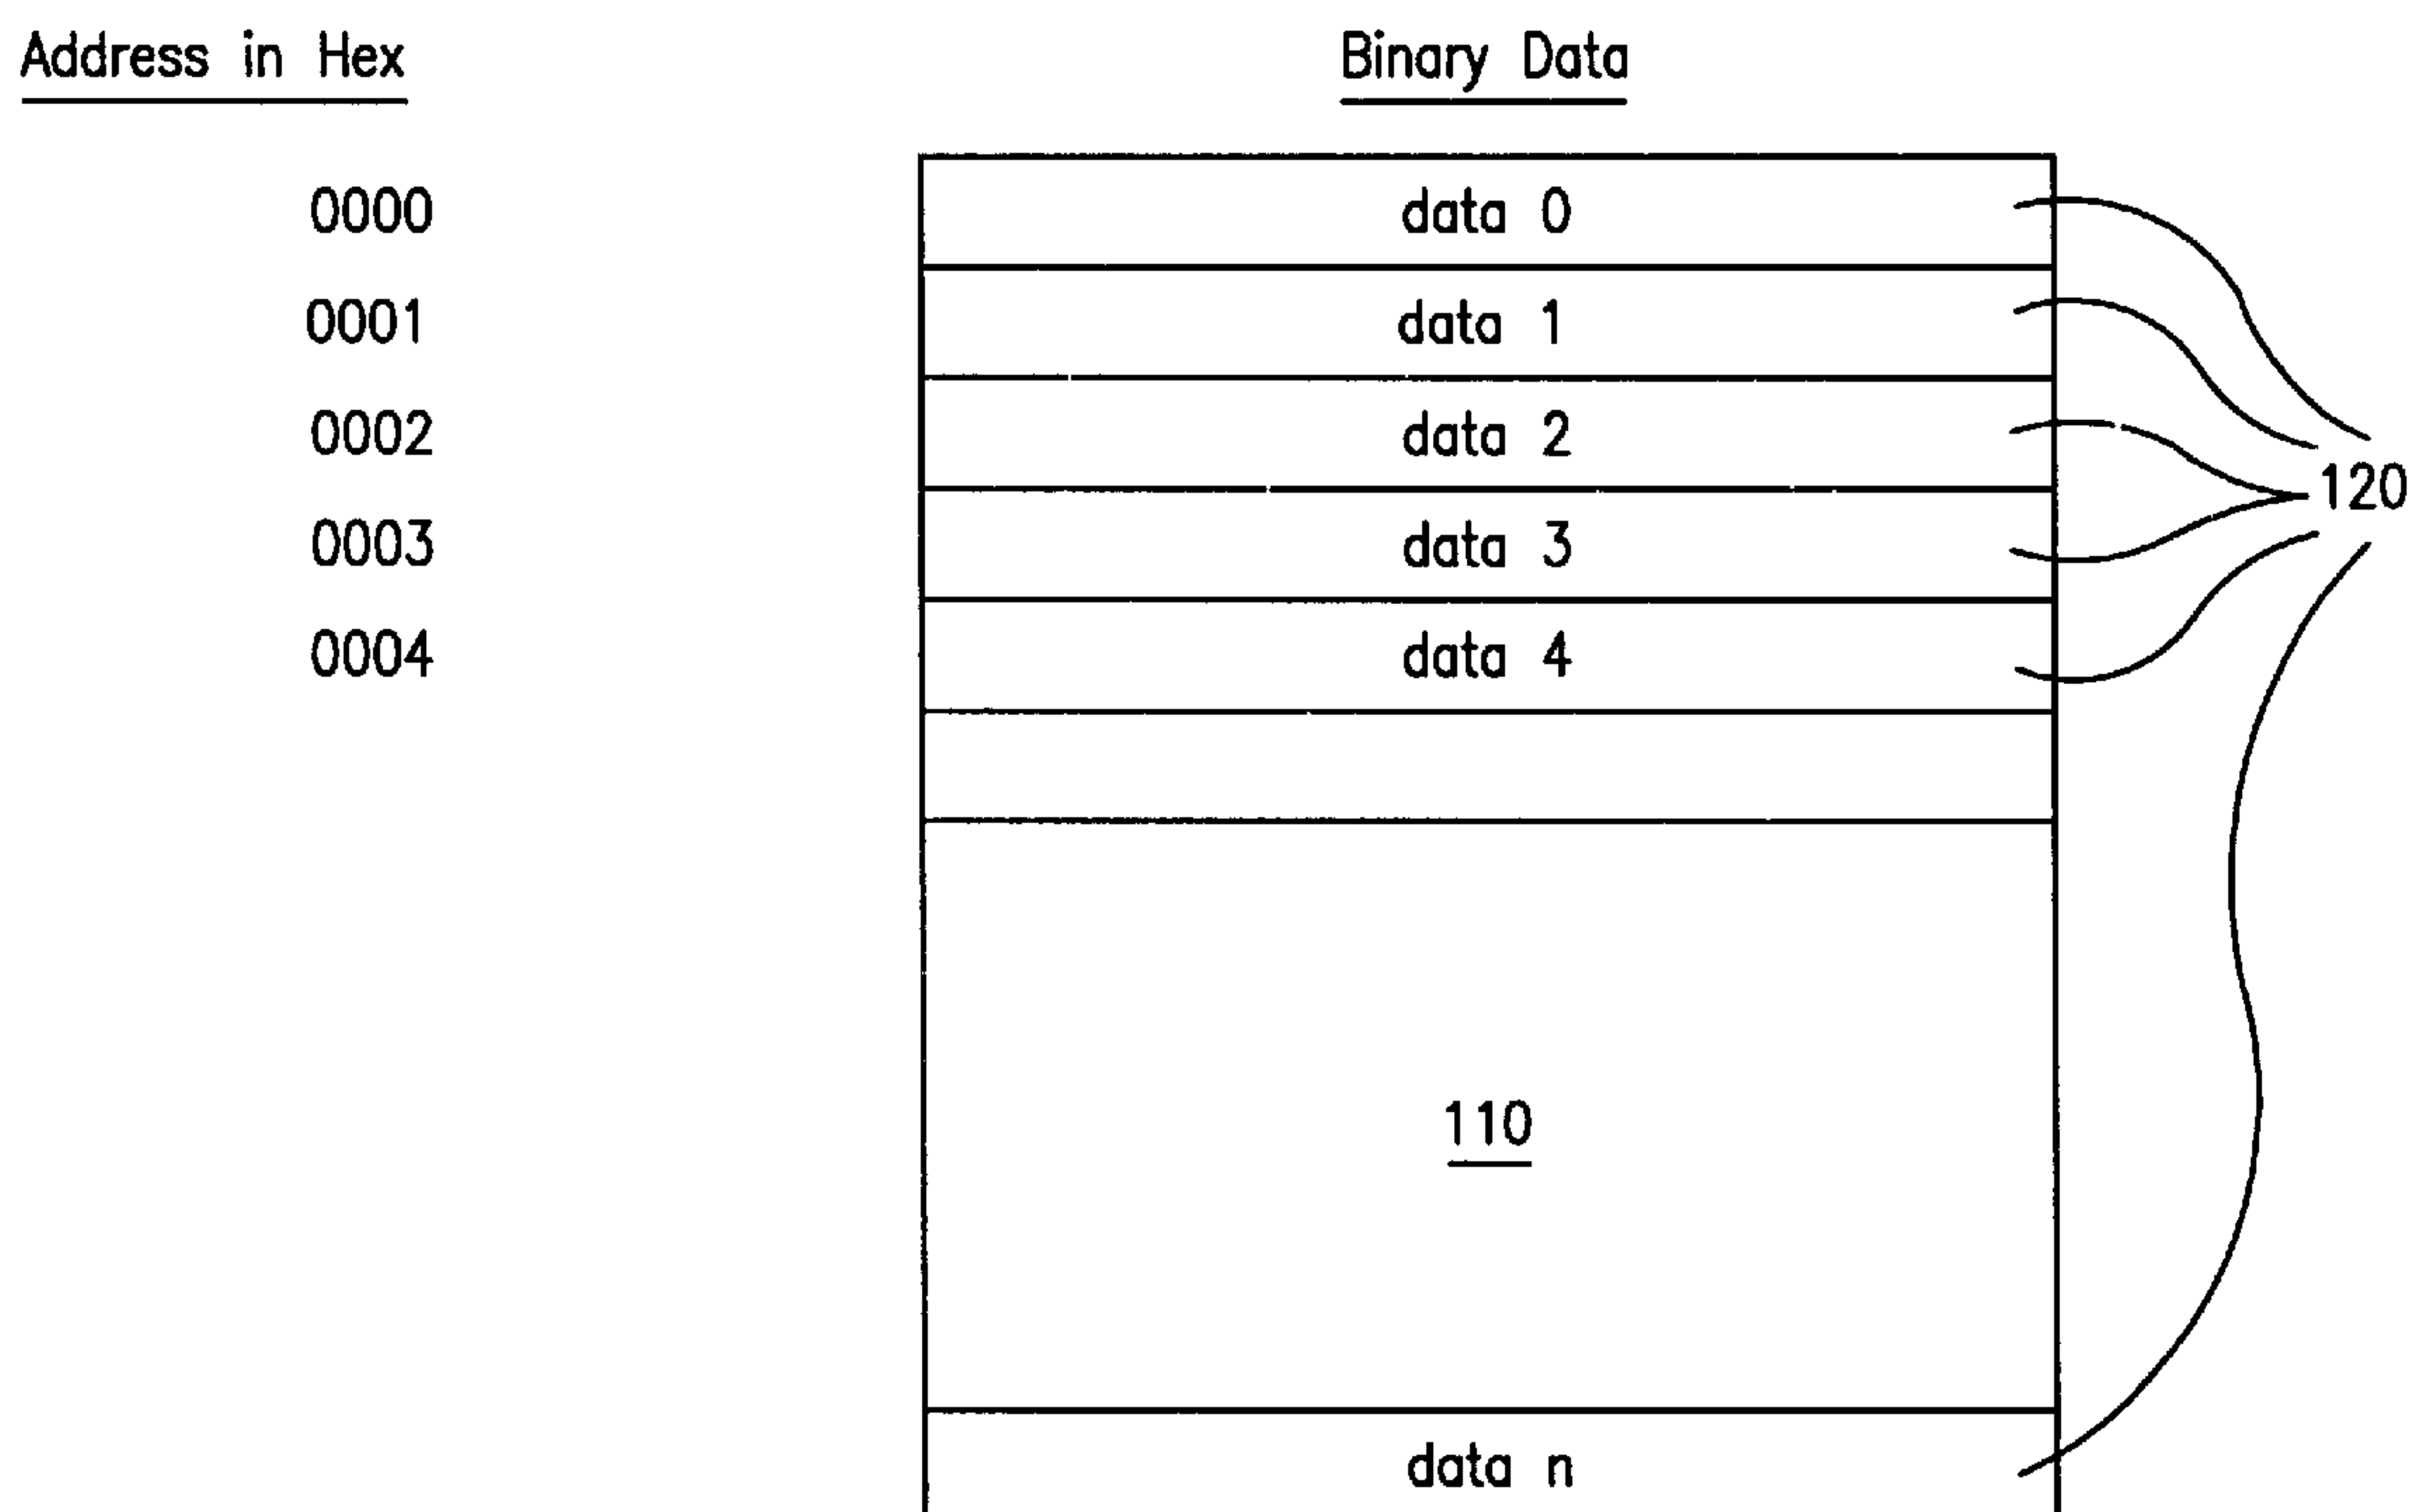 Address in Hex Binary Data
0000 data 0
0001 data 1
0002 data 2
120
0003 data 3
0004 data 4
110
data n